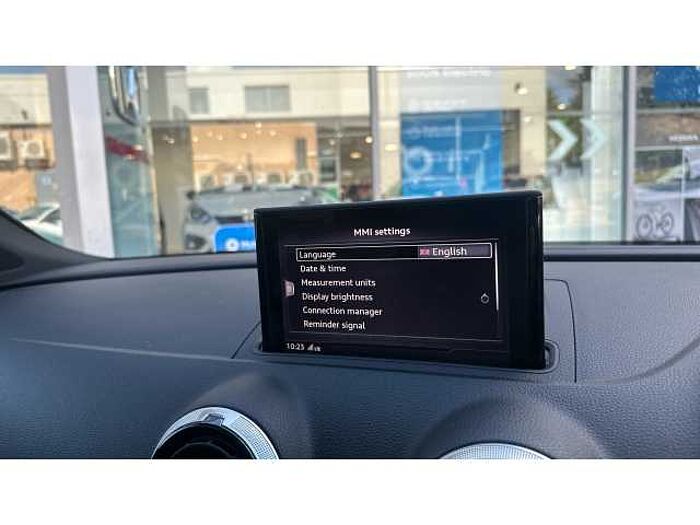 MMI settings
Language English
Date & time
Measurement units
Display brightness
Connection manager
Reminder signal
10:23